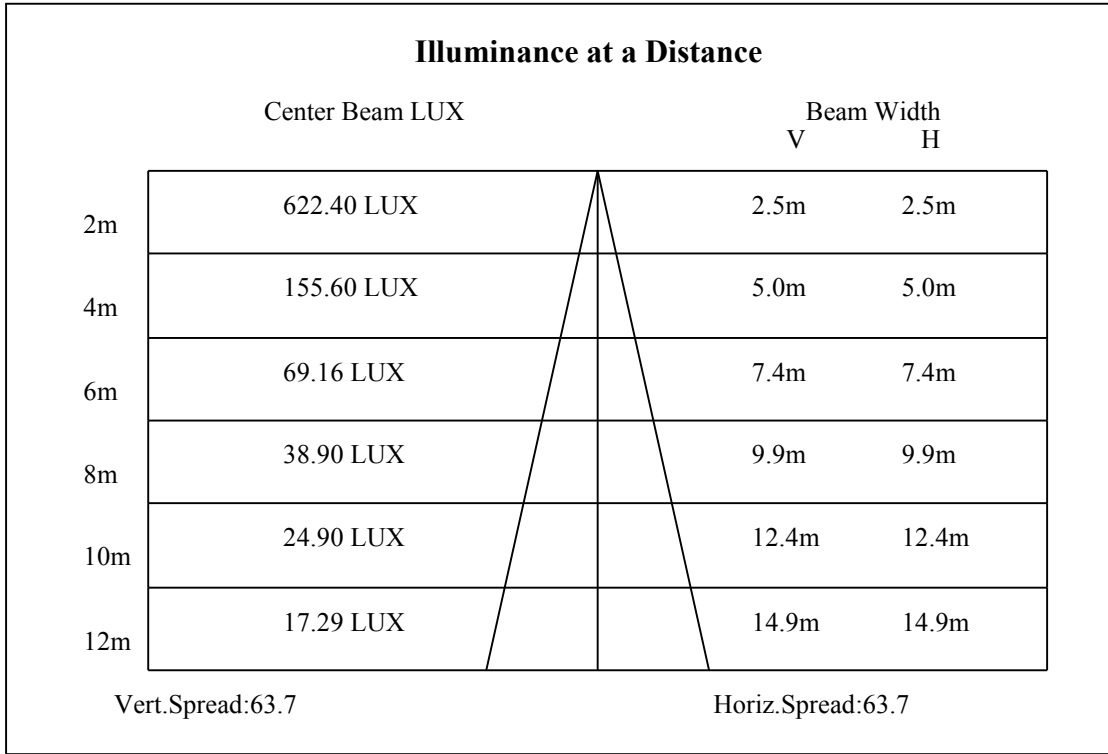 Illuminance at a Distance
Center Beam LUX Beam Width
V H
2m 622.40 LUX 2.5m 2.5m
4m 155.60 LUX 5.0m 5.0m
6m 69.16 LUX 7.4m 7.4m
8m 38.90 LUX 9.9m 9.9m
10m 24.90 LUX 12.4m 12.4m
12m 17.29 LUX 14.9m 14.9m
Vert.Spread:63.7 Horiz.Spread:63.7